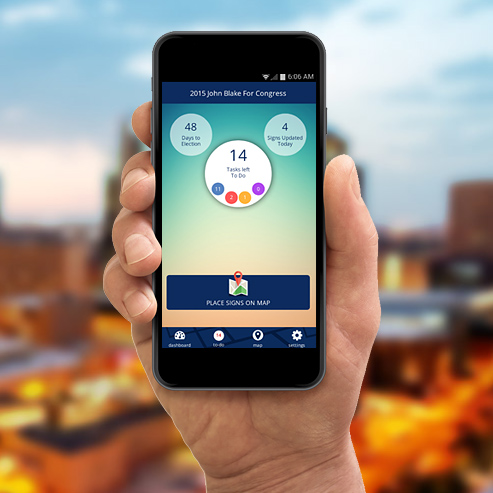 6:06 AM
2015 John Blake For Congress
48
Days to
Election
4
Signs Updated
Today
14
Tasks left
To Do
11
2
1
0
PLACE SIGNS ON MAP
14
dashboard
to-do
map
settings